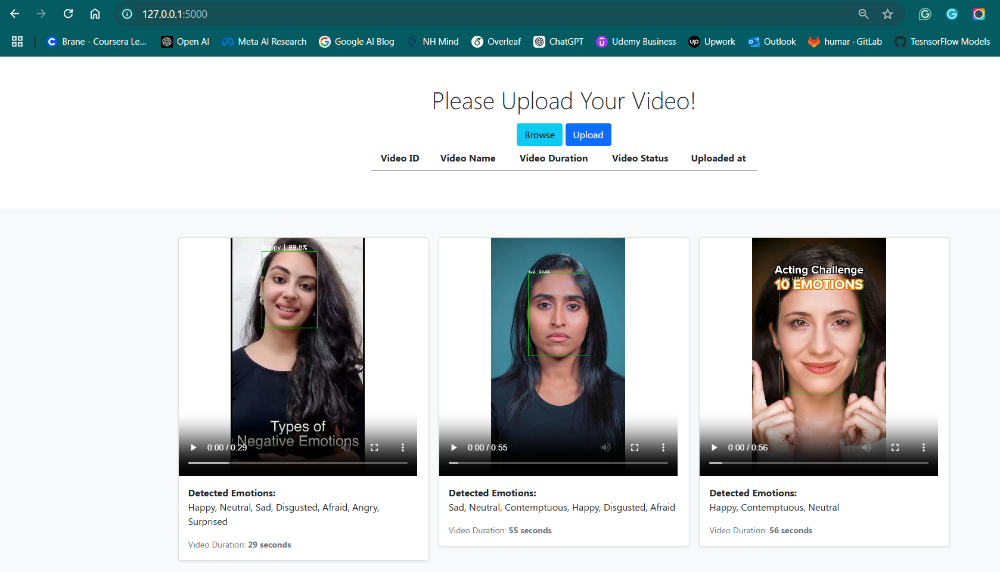 127.0.0.1:5000
Brane - Coursera Le... Open AI Meta AI Research Google AI Blog NH Mind Overleaf ChatGPT Udemy Business Upwork Outlook humar · GitLab TesnsorFlow Models
Please Upload Your Video!
Browse Upload
Video ID Video Name Video Duration Video Status Uploaded at
Happy | 99.8%
Types of
Negative Emotions
0:00 / 0:29
Detected Emotions:
Happy, Neutral, Sad, Disgusted, Afraid, Angry,
Surprised
Video Duration: 29 seconds
0:00 / 0:55
Detected Emotions:
Sad, Neutral, Contemptuous, Happy, Disgusted, Afraid
Video Duration: 55 seconds
Acting Challenge
10 EMOTIONS
0:00 / 0:56
Detected Emotions:
Happy, Contemptuous, Neutral
Video Duration: 56 seconds